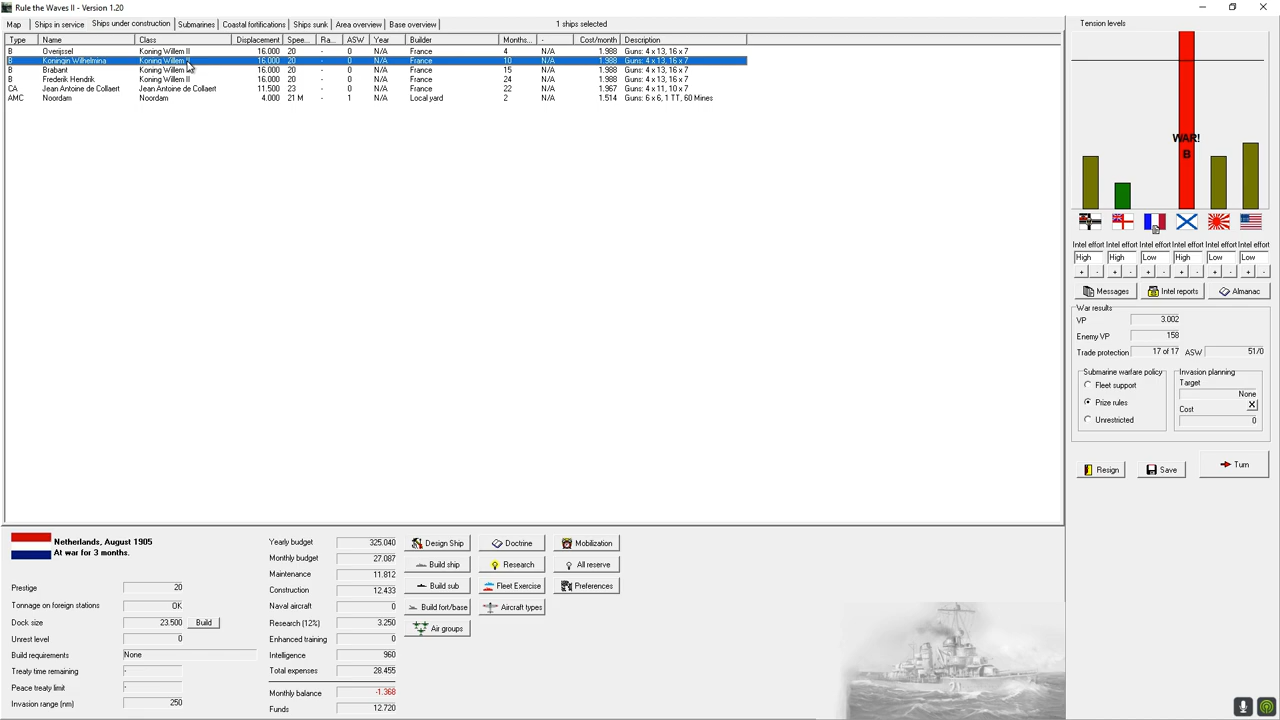 Rule the Waves II - Version 1.20
Map Ships in service Ships under construction Submarines Coastal fortifications Ships sunk Area overview Base overview 1 ships selected
Type Name Class Displacement Spee... Ra... ASW Year Builder Months... - Cost/month Description
B Overijssel Koning Willem II 16.000 20 - 0 N/A France 4 N/A 1.988 Guns: 4 x 13, 16 x 7
B Koningin Wilhelmina Koning Willem II 16.000 20 - 0 N/A France 10 N/A 1.988 Guns: 4 x 13, 16 x 7
B Brabant Koning Willem II 16.000 20 - 0 N/A France 15 N/A 1.988 Guns: 4 x 13, 16 x 7
B Frederik Hendrik Koning Willem II 16.000 20 - 0 N/A France 24 N/A 1.988 Guns: 4 x 13, 16 x 7
CA Jean Antoine de Collaert Jean Antoine de Collaert 11.500 23 - 0 N/A France 22 N/A 1.967 Guns: 4 x 11, 10 x 7
AMC Noordam Noordam 4.000 21 M - 1 N/A Local yard 2 N/A 1.514 Guns: 6 x 6, 1 TT, 60 Mines
Tension levels
WAR!
B
Intel effort Intel effort Intel effort Intel effort Intel effort Intel effort
High High Low High Low Low
+ - + - + - + - + - + -
Messages Intel reports Almanac
War results
VP 3.002
Enemy VP 158
Trade protection 17 of 17 ASW 51/0
Submarine warfare policy
Fleet support
Prize rules
Unrestricted
Invasion planning
Target
None
X
Cost
0
Resign Save Turn
Netherlands, August 1905
At war for 3 months.
Prestige 20
Tonnage on foreign stations OK
Dock size 23.500 Build
Unrest level 0
Build requirements None
Treaty time remaining -
Peace treaty limit -
Invasion range (nm) 250
Yearly budget 325.040
Monthly budget 27.087
Maintenance 11.812
Construction 12.433
Naval aircraft 0
Research (12%) 3.250
Enhanced training 0
Intelligence 960
Total expenses 28.455
Monthly balance -1.368
Funds 12.720
Design Ship Doctrine Mobilization
Build ship Research All reserve
Build sub Fleet Exercise Preferences
Build fort/base Aircraft types
Air groups